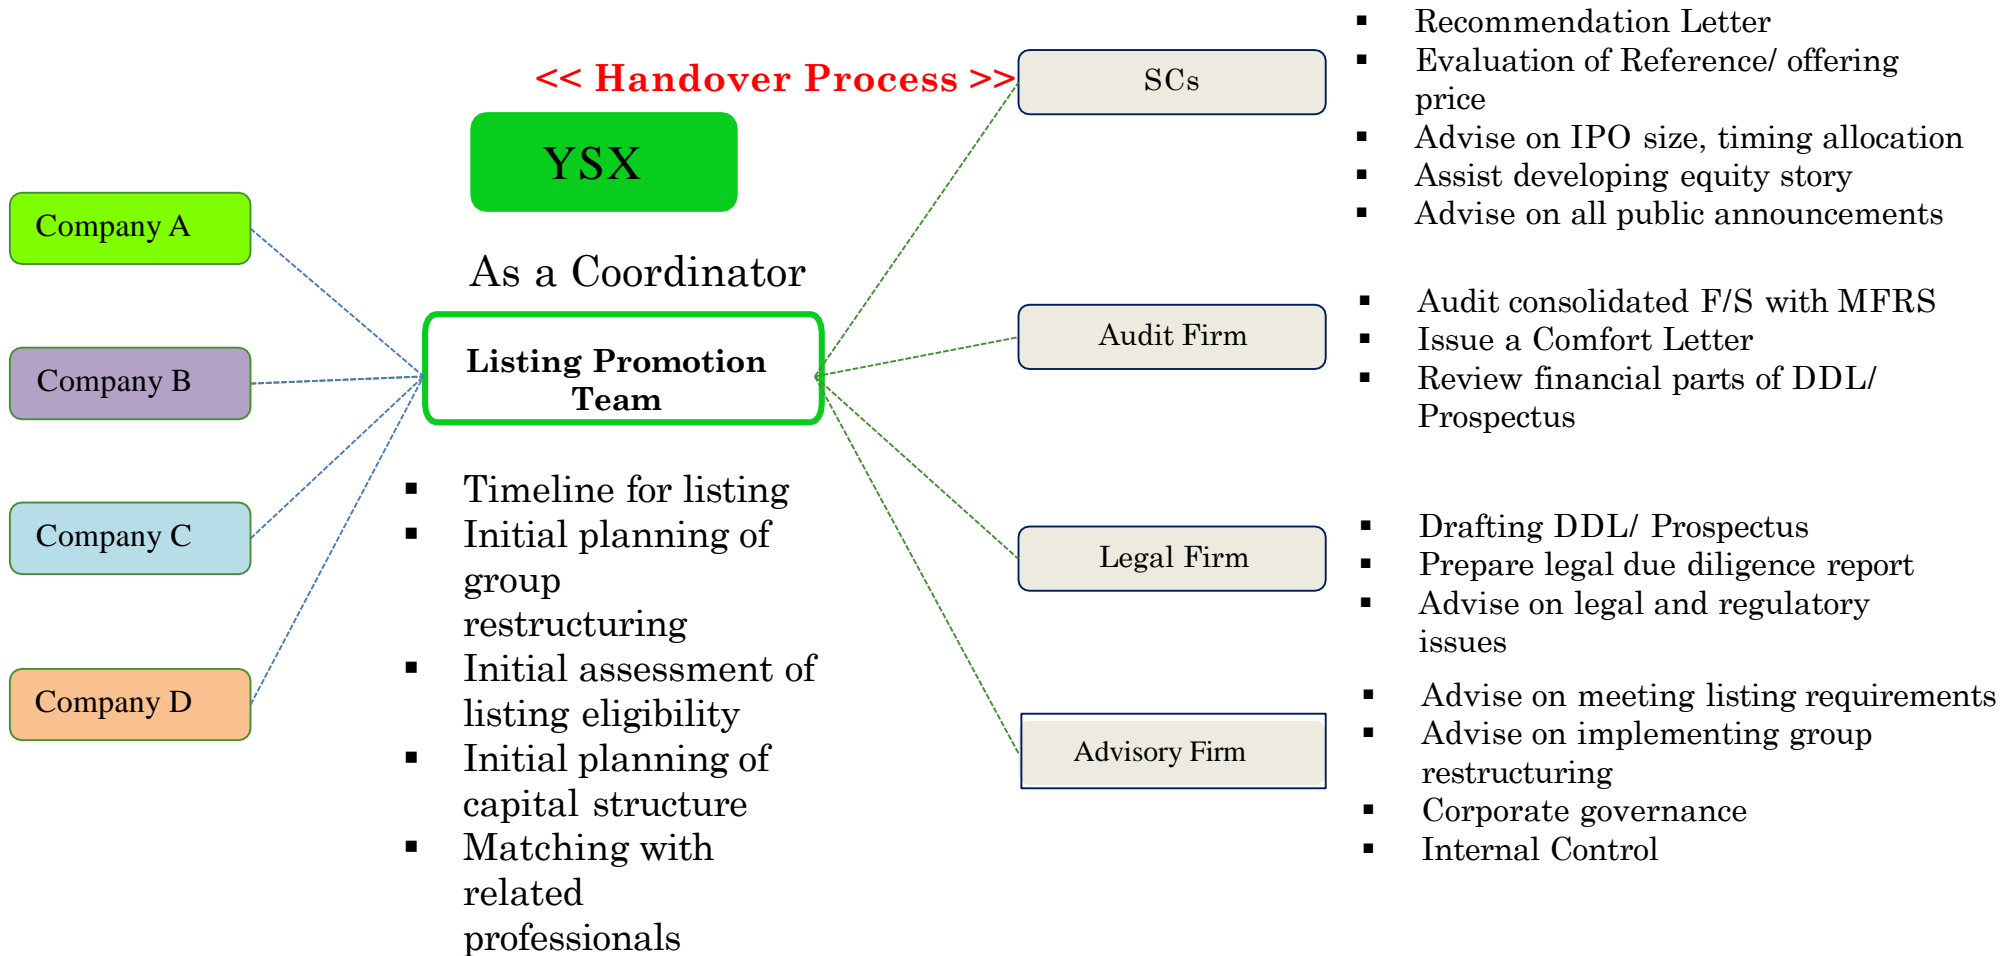 << Handover Process >>
YSX
As a Coordinator
Listing Promotion
Team
Company A
Company B
Company C
Company D
▪ Timeline for listing
▪ Initial planning of
group
restructuring
▪ Initial assessment of
listing eligibility
▪ Initial planning of
capital structure
▪ Matching with
related
professionals
SCs
▪ Recommendation Letter
▪ Evaluation of Reference/ offering
price
▪ Advise on IPO size, timing allocation
▪ Assist developing equity story
▪ Advise on all public announcements
Audit Firm
▪ Audit consolidated F/S with MFRS
▪ Issue a Comfort Letter
▪ Review financial parts of DDL/
Prospectus
Legal Firm
▪ Drafting DDL/ Prospectus
▪ Prepare legal due diligence report
▪ Advise on legal and regulatory
issues
Advisory Firm
▪ Advise on meeting listing requirements
▪ Advise on implementing group
restructuring
▪ Corporate governance
▪ Internal Control